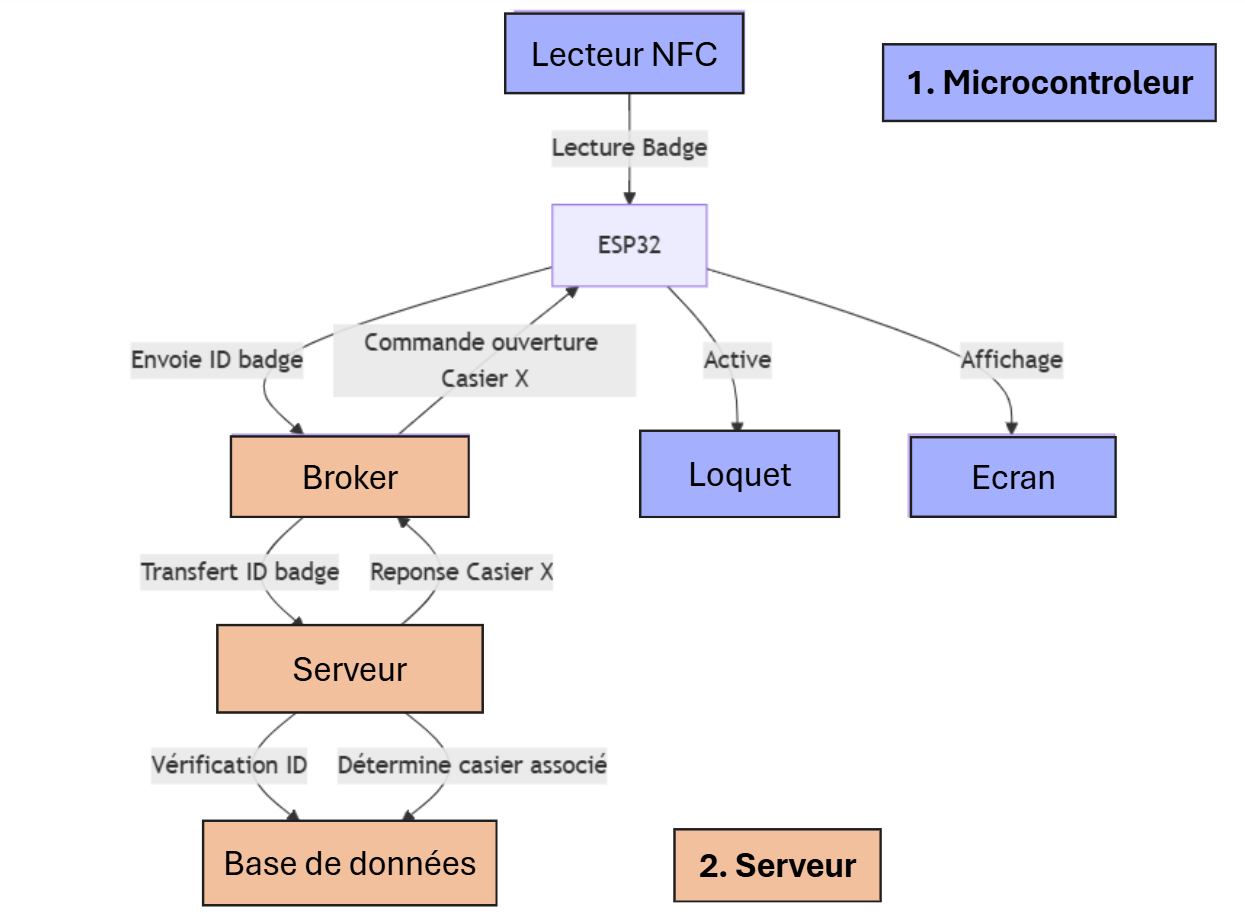 Lecteur NFC
1. Microcontroleur
Lecture Badge
ESP32
Envoie ID badge
Commande ouverture
Casier X
Active
Affichage
Broker
Loquet
Ecran
Transfert ID badge
Reponse Casier X
Serveur
Vérification ID
Détermine casier associé
Base de données
2. Serveur